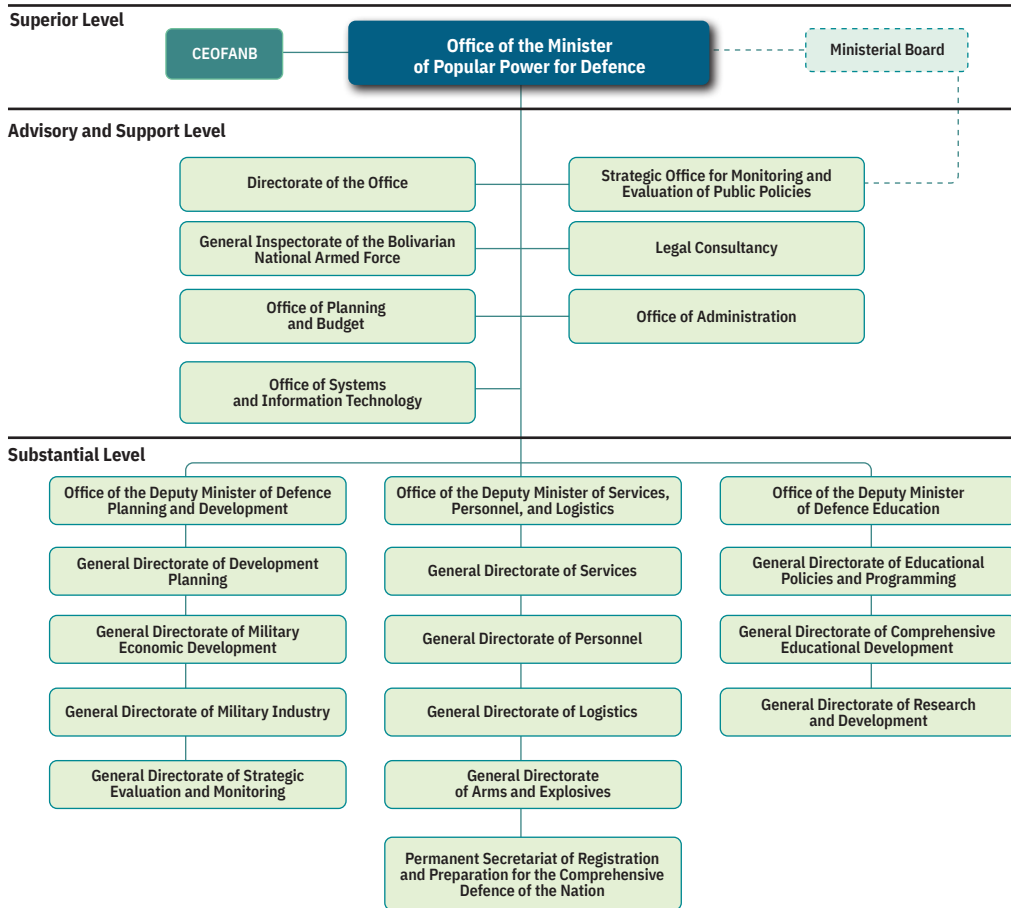 Superior Level
CEOFANB
Office of the Minister
of Popular Power for Defence
Ministerial Board
Advisory and Support Level
Directorate of the Office
Strategic Office for Monitoring and
Evaluation of Public Policies
General Inspectorate of the Bolivarian
National Armed Force
Legal Consultancy
Office of Planning
and Budget
Office of Administration
Office of Systems
and Information Technology
Substantial Level
Office of the Deputy Minister of Defence
Planning and Development
Office of the Deputy Minister of Services,
Personnel, and Logistics
Office of the Deputy Minister
of Defence Education
General Directorate of Development
Planning
General Directorate of Services
General Directorate of Educational
Policies and Programming
General Directorate of Military
Economic Development
General Directorate of Personnel
General Directorate of Comprehensive
Educational Development
General Directorate of Military Industry
General Directorate of Logistics
General Directorate of Research
and Development
General Directorate of Strategic
Evaluation and Monitoring
General Directorate
of Arms and Explosives
Permanent Secretariat of Registration
and Preparation for the Comprehensive
Defence of the Nation